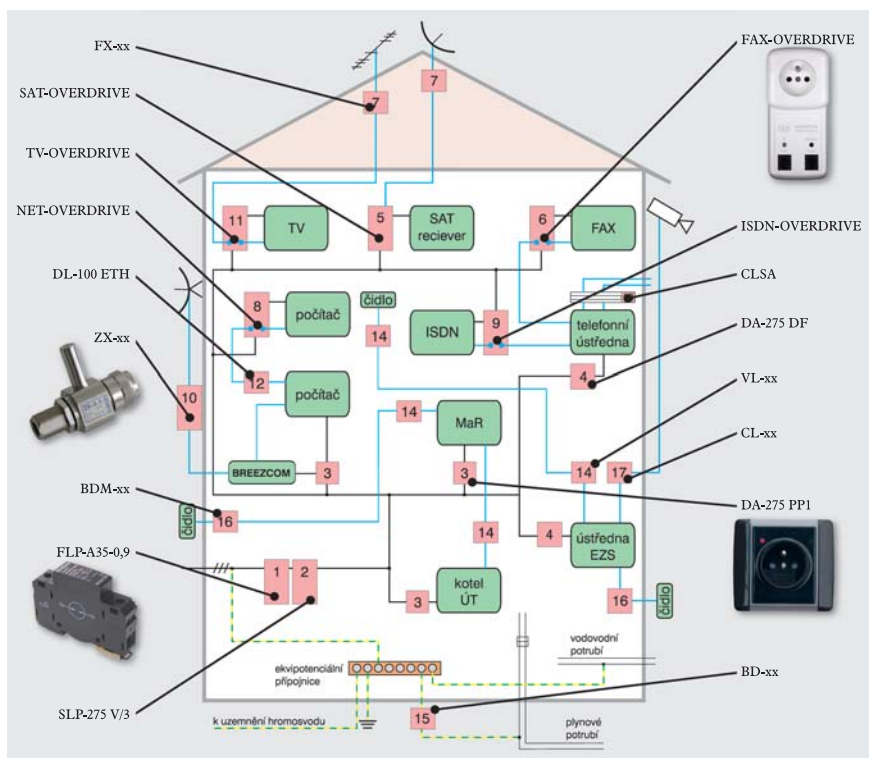 FX-xx
FAX-OVERDRIVE
7
7
SAT-OVERDRIVE
TV-OVERDRIVE
11
TV
5
SAT
reciever
6
FAX
NET-OVERDRIVE
ISDN-OVERDRIVE
DL-100 ETH
CLSA
8
počítač
čidlo
14
ISDN
9
telefonní
ústředna
DA-275 DF
ZX-xx
12
počítač
4
10
14
MaR
VL-xx
BREEZCOM
3
3
14
17
CL-xx
BDM-xx
čidlo
16
14
4
ústředna
EZS
DA-275 PP1
FLP-A35-0,9
1
2
3
kotel
ÚT
16
čidlo
ekvipotenciální
přípojnice
vodovodní
potrubí
BD-xx
SLP-275 V/3
k uzemnění hromosvodu
15
plynové
potrubí